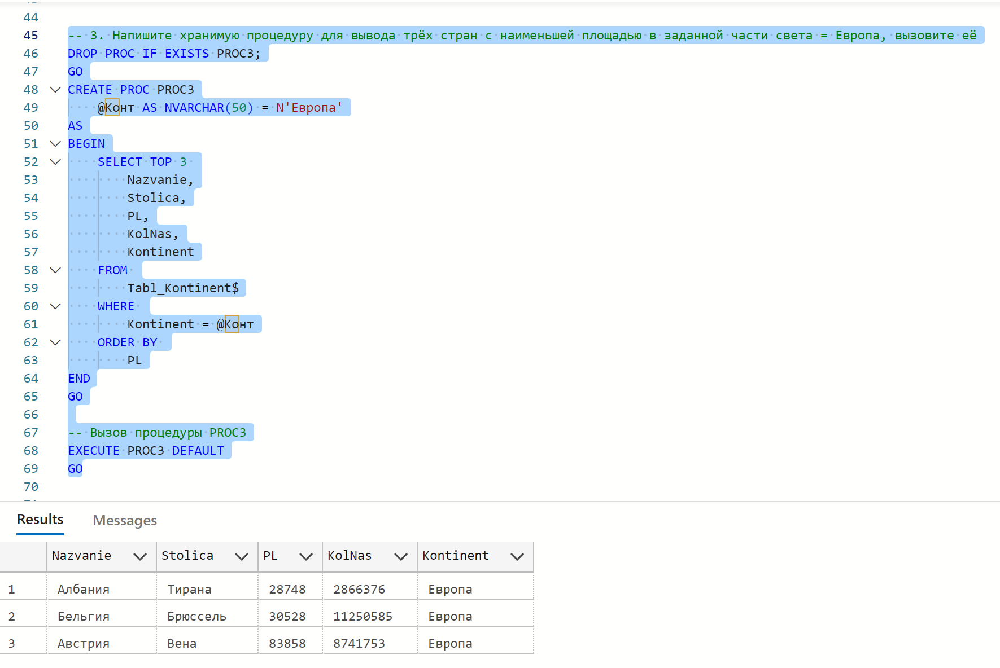 44
45 -- 3. Напишите хранимую процедуру для вывода трёх стран с наименьшей площадью в заданной части света = Европа, вызовите её
46 DROP PROC IF EXISTS PROC3;
47 GO
48 CREATE PROC PROC3
49 @Конт AS NVARCHAR(50) = N'Европа'
50 AS
51 BEGIN
52 SELECT TOP 3
53 Nazvanie,
54 Stolica,
55 PL,
56 KolNas,
57 Kontinent
58 FROM
59 Tabl_Kontinent$
60 WHERE
61 Kontinent = @Конт
62 ORDER BY
63 PL
64 END
65 GO
66
67 -- Вызов процедуры PROC3
68 EXECUTE PROC3 DEFAULT
69 GO
70
Results Messages
Nazvanie Stolica PL KolNas Kontinent
1 Албания Тирана 28748 2866376 Европа
2 Бельгия Брюссель 30528 11250585 Европа
3 Австрия Вена 83858 8741753 Европа